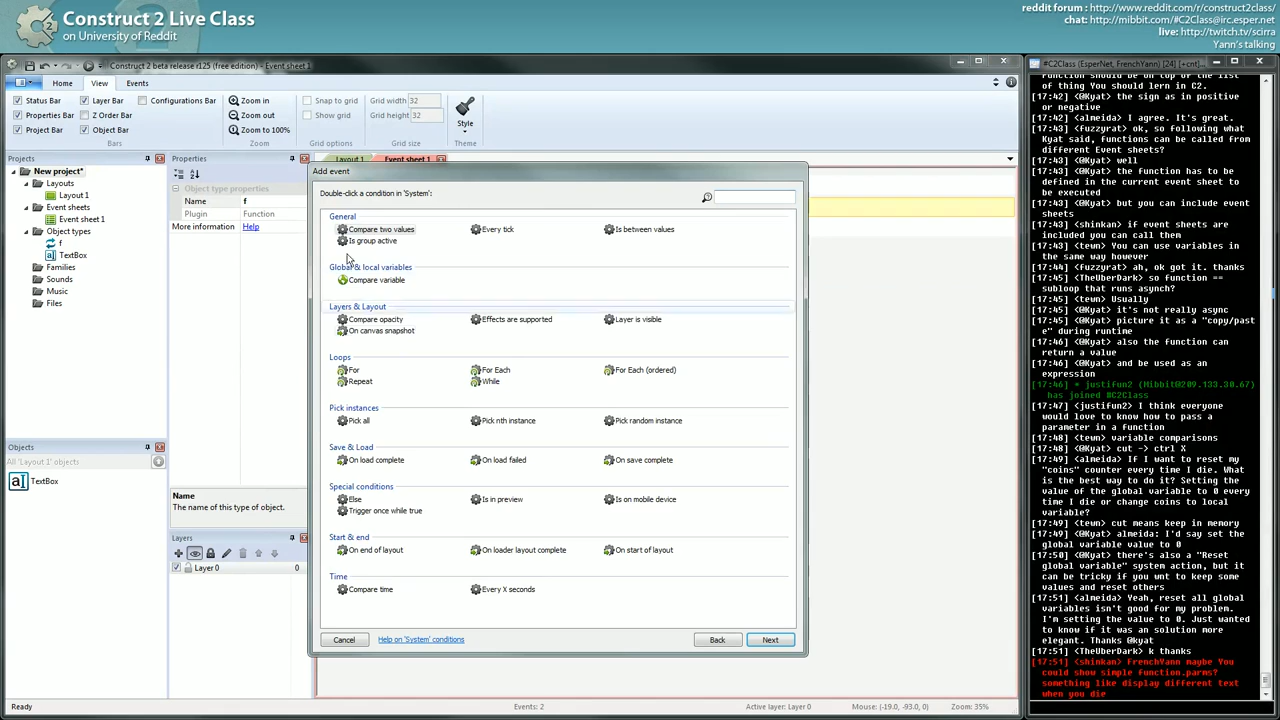 Construct 2 Live Class
on University of Reddit
reddit forum : http://www.reddit.com/r/construct2class/
chat: http://mibbit.com/#C2Class@irc.esper.net
live: http://twitch.tv/scirra
Yann's talking
Construct 2 beta release r125 (free edition) - Event sheet 1
Home View Events
Status Bar Layer Bar Configurations Bar
Properties Bar Z Order Bar
Project Bar Object Bar
Bars
Zoom in
Zoom out
Zoom to 100%
Zoom
Snap to grid
Show grid
Grid options
Grid width 32
Grid height 32
Grid size
Style
Theme
Projects
New project*
Layouts
Layout 1
Event sheets
Event sheet 1
Object types
f
TextBox
Families
Sounds
Music
Files
Properties
Object type properties
Name f
Plugin Function
More information Help
Name
The name of this type of object.
Objects
All 'Layout 1' objects
TextBox
Layers
Layer 0 0
Layout 1 Event sheet 1
Add event
Double-click a condition in 'System':
General
Compare two values Every tick Is between values
Is group active
Global & local variables
Compare variable
Layers & Layout
Compare opacity Effects are supported Layer is visible
On canvas snapshot
Loops
For For Each For Each (ordered)
Repeat While
Pick instances
Pick all Pick nth instance Pick random instance
Save & Load
On load complete On load failed On save complete
Special conditions
Else Is in preview Is on mobile device
Trigger once while true
Start & end
On end of layout On loader layout complete On start of layout
Time
Compare time Every X seconds
Cancel Help on 'System' conditions Back Next
Ready Events: 2 Active layer: Layer 0 Mouse: (-19.0, -93.0, 0) Zoom: 35%
#C2Class (EsperNet, FrenchYann) [24] [+cnt]
function should be on top of the list
of thing You should lern in C2.
[17:42] <@Kyat> the sign as in positive
or negative
[17:42] <almeida> I agree. It's great.
[17:43] <fuzzyrat> ok, so following what
Kyat said, functions can be called from
different Event sheets?
[17:43] <@Kyat> well
[17:43] <@Kyat> the function has to be
defined in the current event sheet to
be executed
[17:43] <@Kyat> but you can include event
sheets
[17:44] <shinkan> if event sheets are
included you can call them
[17:44] <tewn> You can use variables in
the same way however
[17:44] <fuzzyrat> ah, ok got it. thanks
[17:45] <TheUberDark> so function ==
subloop that runs asynch?
[17:45] <tewn> Usually
[17:45] <@Kyat> it's not really async
[17:45] <@Kyat> picture it as a "copy/past
e" during runtime
[17:46] <@Kyat> also the function can
return a value
[17:46] <@Kyat> and be used as an
expression
[17:46] * justifun2 (Mibbit@209.133.30.67)
has joined #C2Class
[17:47] <justifun2> I think everyone
would love to know how to pass a
parameter in a function
[17:48] <tewn> variable comparisons
[17:48] <@Kyat> cut -> ctrl X
[17:49] <almeida> If I want to reset my
"coins" counter every time I die. What
is the best way to do it? Setting the
value of the global variable to 0 every
time I die or change coins to local
variable?
[17:49] <tewn> cut means keep in memory
[17:49] <@Kyat> almeida: I'd say set the
global variable value to 0
[17:50] <@Kyat> there's also a "Reset
global variable" system action, but it
can be tricky if you wnt to keep some
values and reset others
[17:51] <almeida> Yeah, reset all global
variables isn't good for my problem.
I'm setting the value to 0. Just wanted
to know if it was an solution more
elegant. Thanks @kyat
[17:51] <TheUberDark> k thanks
[17:51] <shinkan> FrenchYann maybe You
could show simple function.parms?
something like display different text
when you die